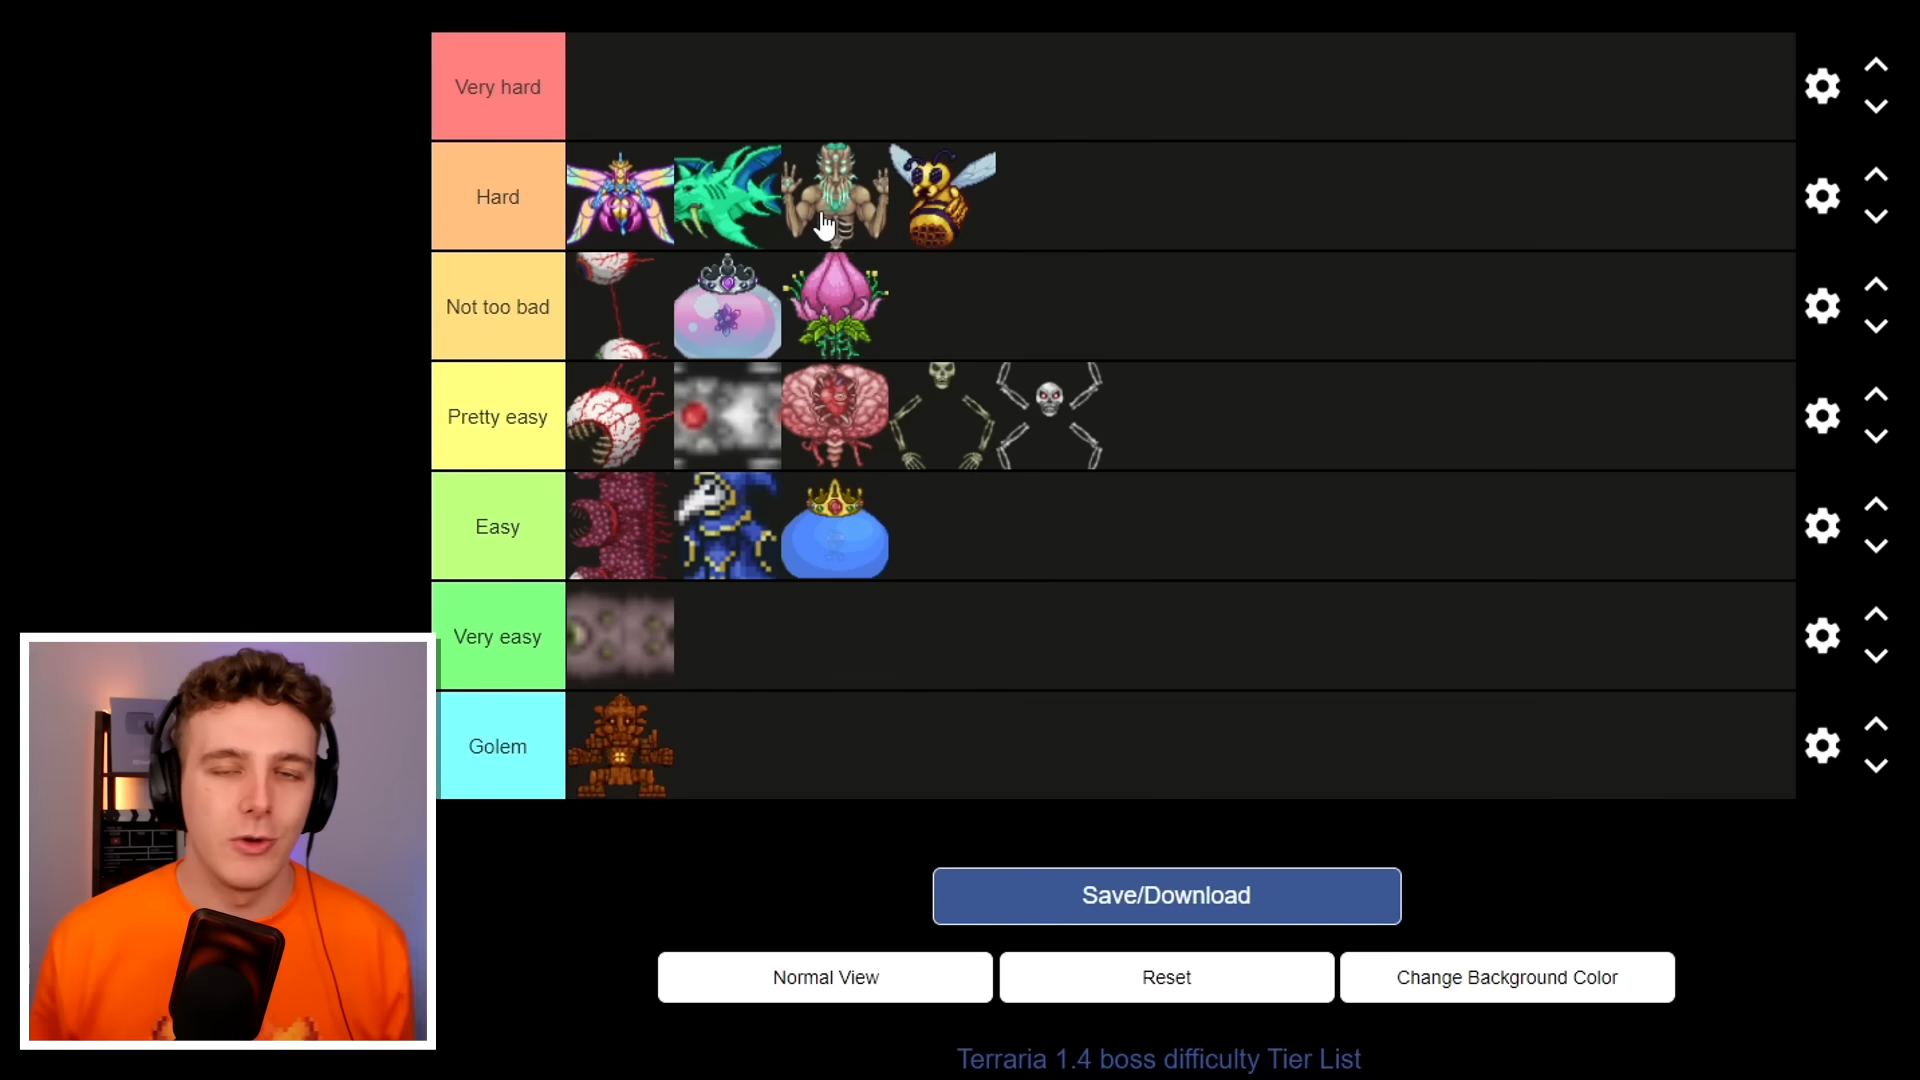 Very hard
Hard
Not too bad
Pretty easy
Easy
Very easy
Golem
Save/Download
Normal View
Reset
Change Background Color
Terraria 1.4 boss difficulty Tier List